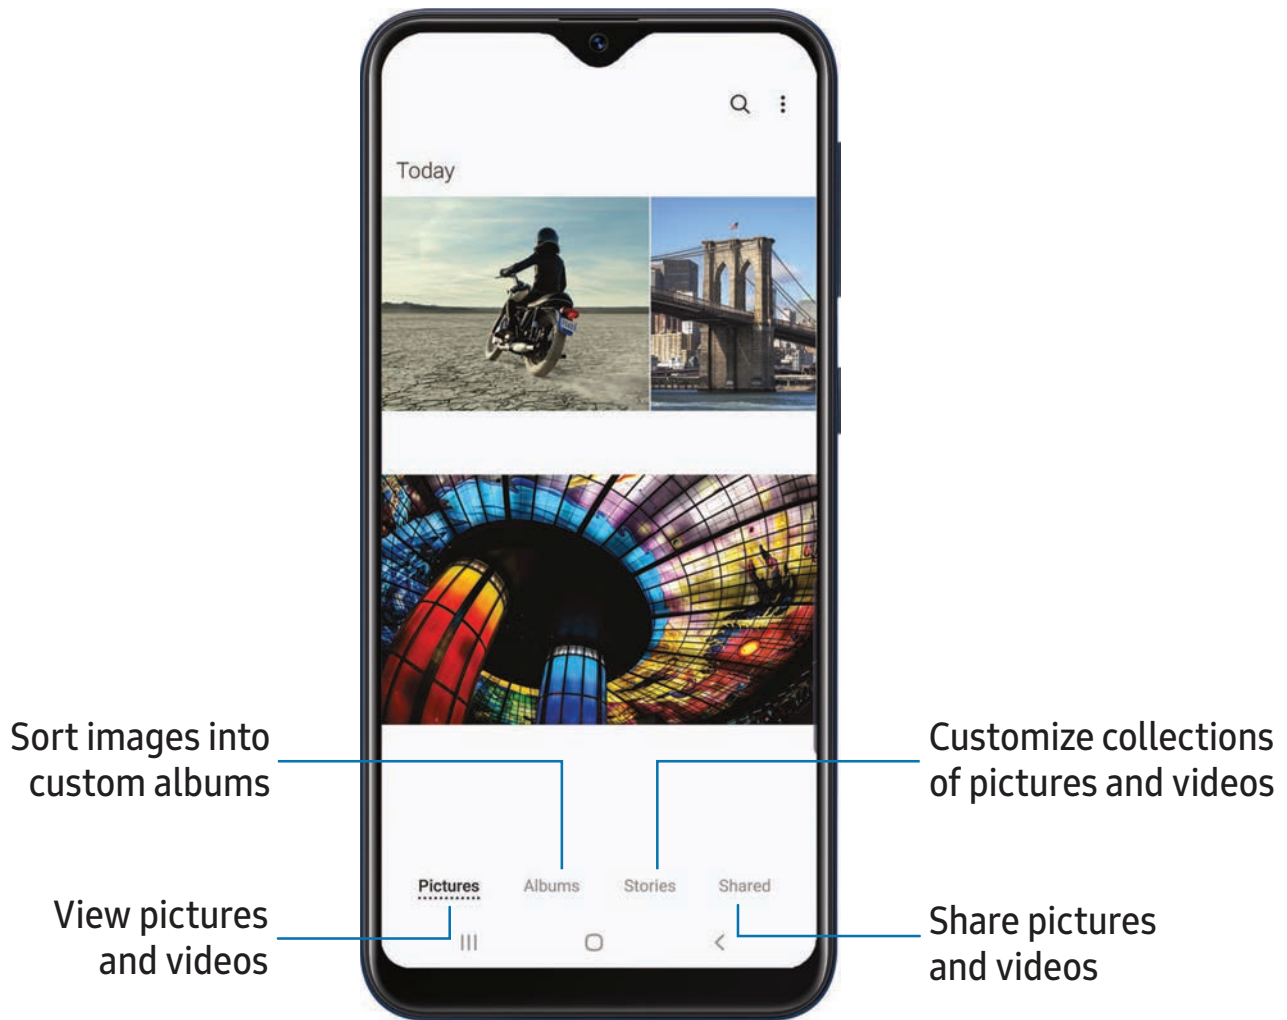 Today
Sort images into
custom albums
Customize collections
of pictures and videos
Pictures Albums Stories Shared
View pictures
and videos
Share pictures
and videos